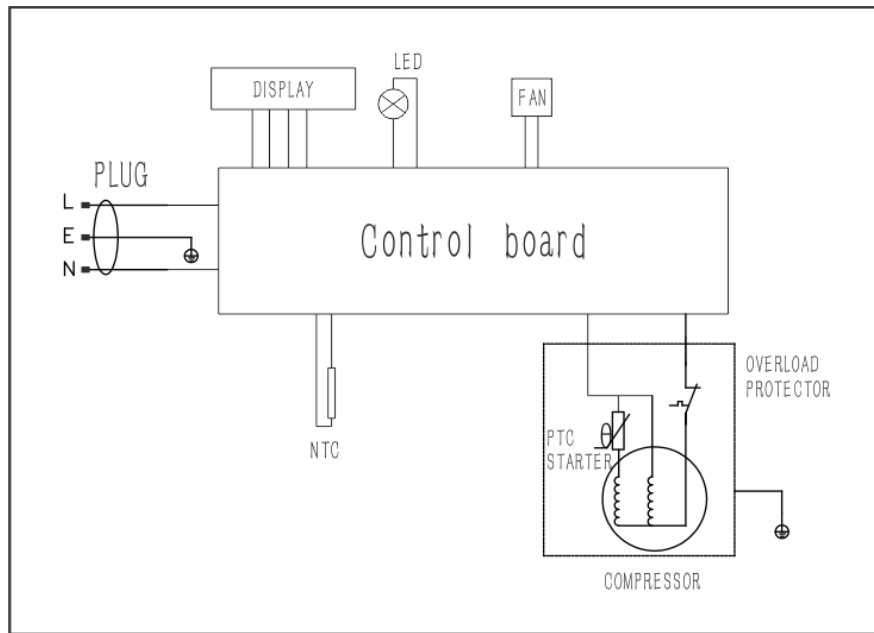 LED
DISPLAY
FAN
PLUG
L
E
N
Control board
OVERLOAD
PROTECTOR
NTC
PTC
STARTER
θ
COMPRESSOR